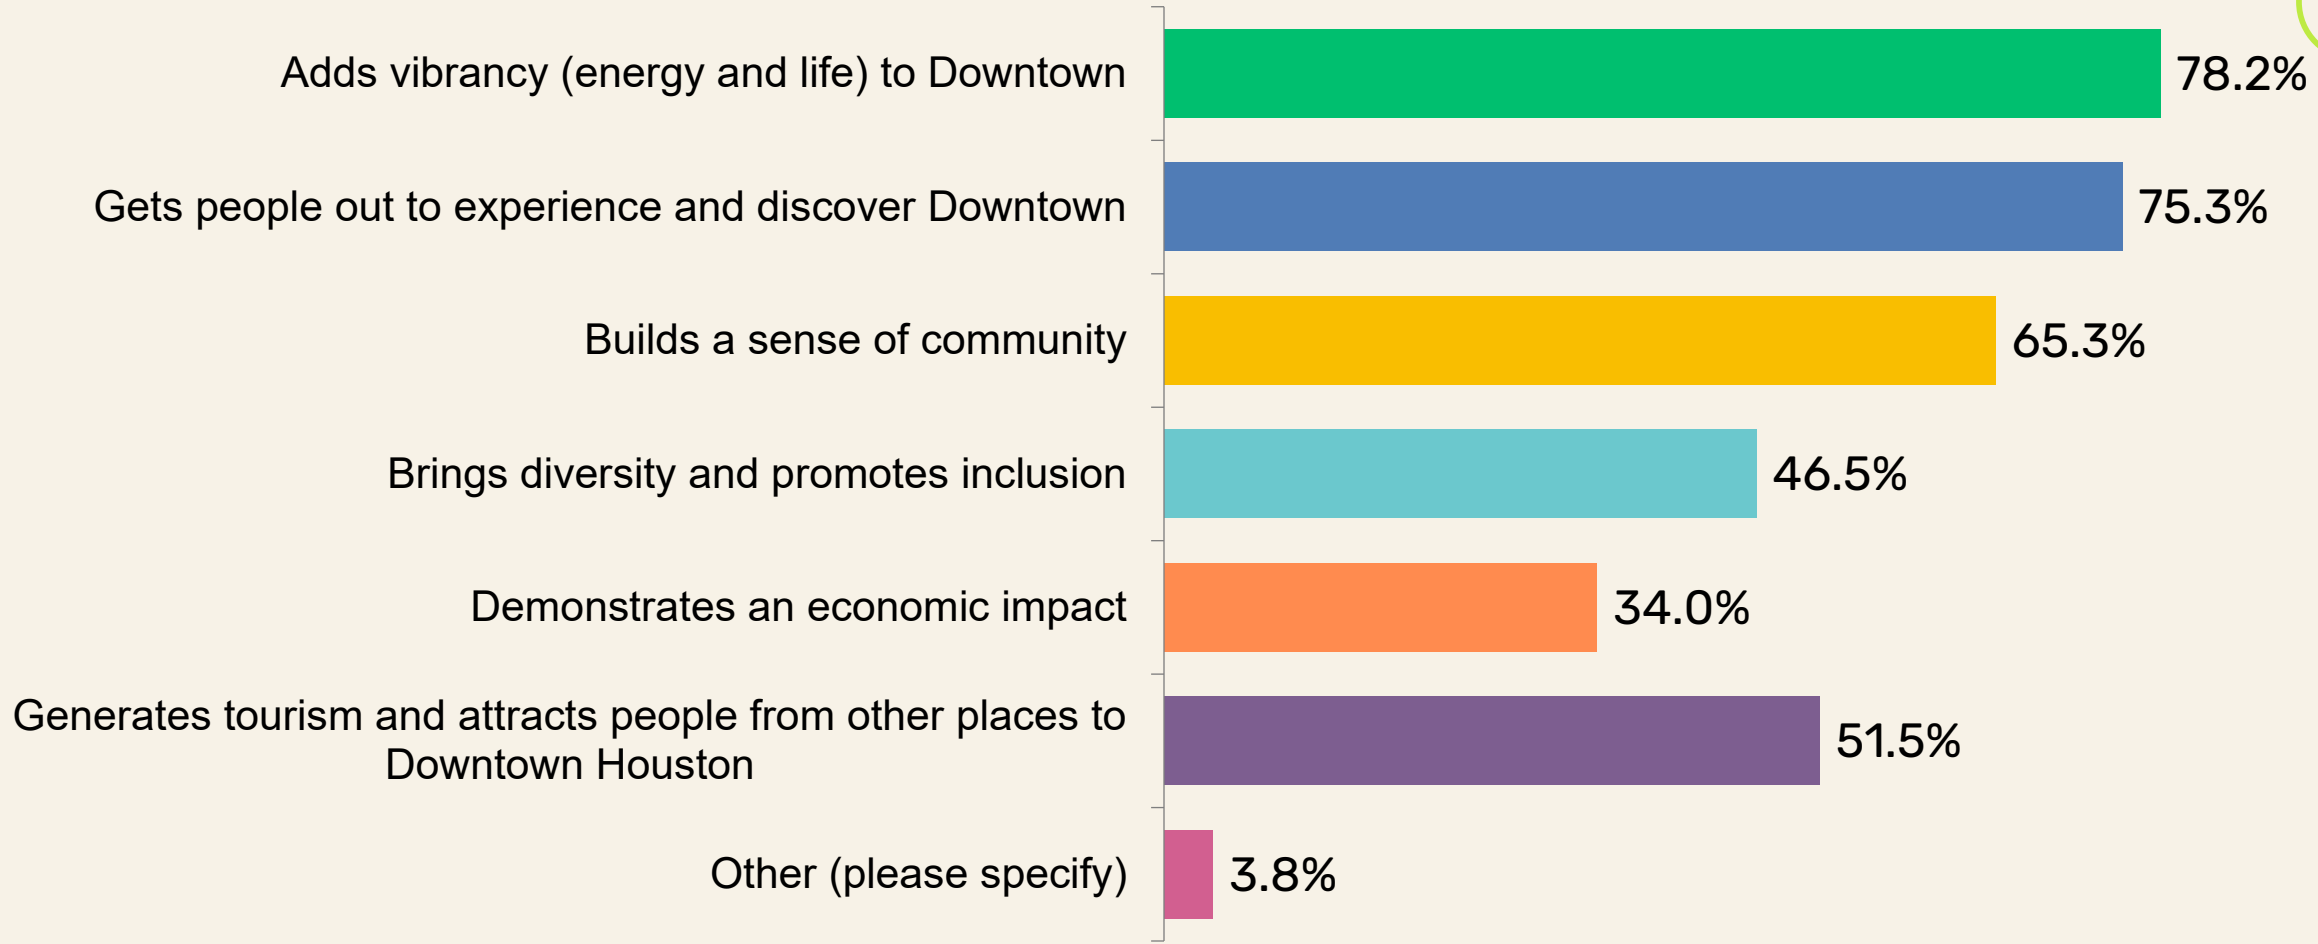 Adds vibrancy (energy and life) to Downtown 78.2%
Gets people out to experience and discover Downtown 75.3%
Builds a sense of community 65.3%
Brings diversity and promotes inclusion 46.5%
Demonstrates an economic impact 34.0%
Generates tourism and attracts people from other places to
Downtown Houston 51.5%
Other (please specify) 3.8%